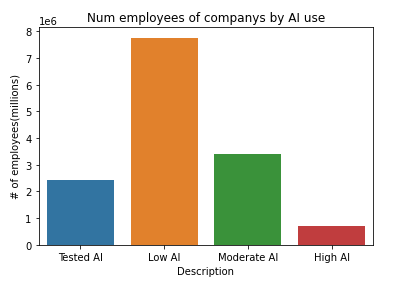 Num employees of companys by AI use
1e6
# of employees(millions)
8
7
6
5
4
3
2
1
0
Tested AI Low AI Moderate AI High AI
Description